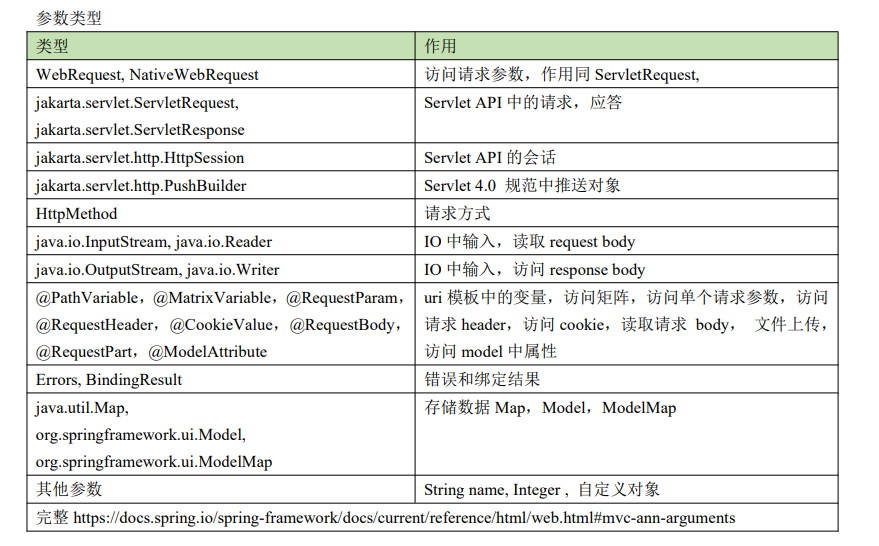 参数类型
类型 作用
WebRequest, NativeWebRequest 访问请求参数，作用同 ServletRequest,
jakarta.servlet.ServletRequest, Servlet API 中的请求，应答
jakarta.servlet.ServletResponse
jakarta.servlet.http.HttpSession Servlet API 的会话
jakarta.servlet.http.PushBuilder Servlet 4.0 规范中推送对象
HttpMethod 请求方式
java.io.InputStream, java.io.Reader IO 中输入，读取 request body
java.io.OutputStream, java.io.Writer IO 中输入，访问 response body
@PathVariable，@MatrixVariable，@RequestParam， uri 模板中的变量，访问矩阵，访问单个请求参数，访问
@RequestHeader，@CookieValue，@RequestBody， 请求 header，访问 cookie，读取请求 body， 文件上传，
@RequestPart，@ModelAttribute 访问 model 中属性
Errors, BindingResult 错误和绑定结果
java.util.Map, 存储数据 Map，Model，ModelMap
org.springframework.ui.Model,
org.springframework.ui.ModelMap
其他参数 String name, Integer , 自定义对象
完整 https://docs.spring.io/spring-framework/docs/current/reference/html/web.html#mvc-ann-arguments